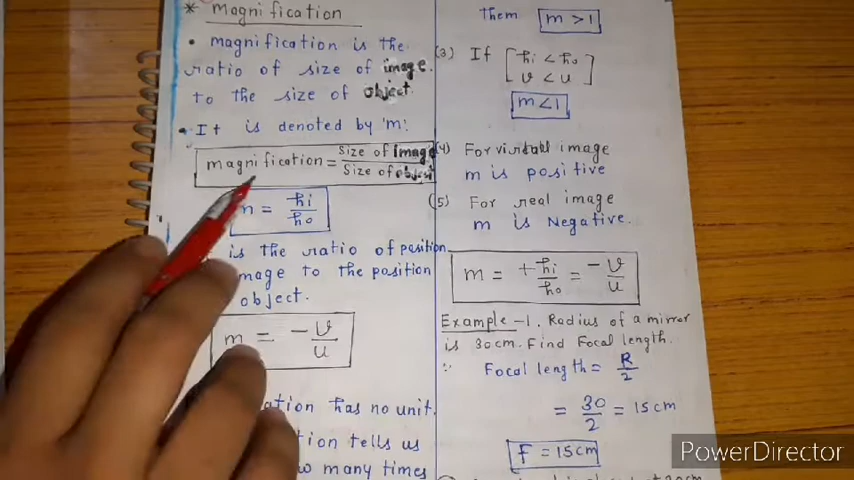 * magnification
• magnification is the
ratio of size of image.
to the size of object.
• It is denoted by 'm'.
magnification = Size of image / Size of object
m = hi / ho
is the ratio of position
image to the position
object.
m = - v / u
has no unit.
tells us
how many times
Them m > 1
(3) If [ hi < ho
v < u ]
m < 1
(4) For virtual image
m is positive
(5) For real image
m is Negative.
m = + hi / ho = - v / u
Example - 1. Radius of a mirror
is 30cm. Find Focal length.
∵ Focal length = R / 2
= 30 / 2 = 15 cm
f = 15cm
PowerDirector